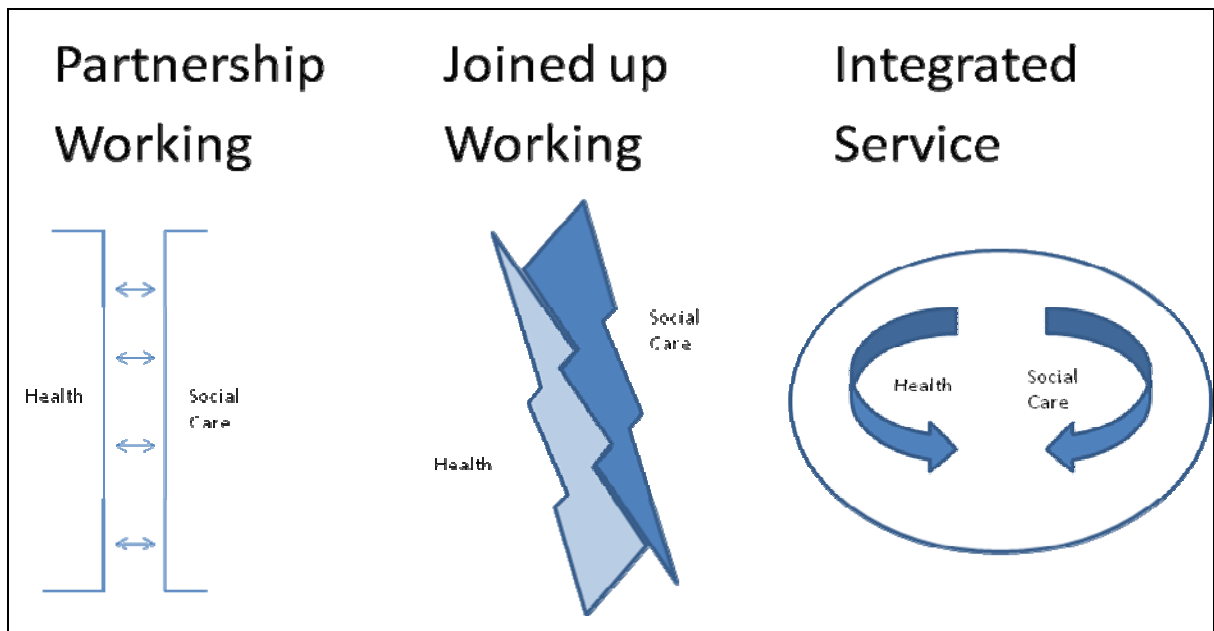 Partnership
Working
Joined up
Working
Integrated
Service
Health
Social
Care
Health
Social
Care
Health
Social
Care